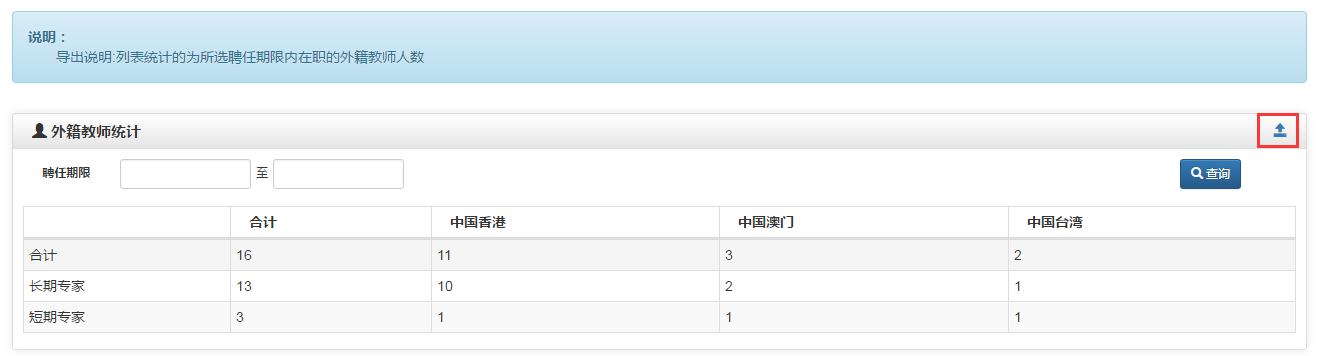 说明：
导出说明:列表统计的为所选聘任期限内在职的外籍教师人数
外籍教师统计
聘任期限 至 查询
合计 中国香港 中国澳门 中国台湾
合计 16 11 3 2
长期专家 13 10 2 1
短期专家 3 1 1 1